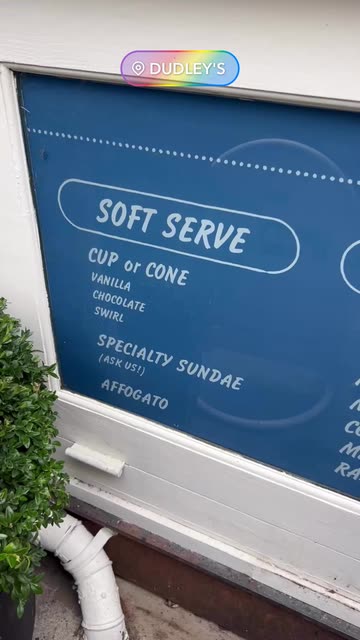 DUDLEY'S
SOFT SERVE
CUP or CONE
VANILLA
CHOCOLATE
SWIRL
SPECIALTY SUNDAE
(ASK US!)
AFFOGATO